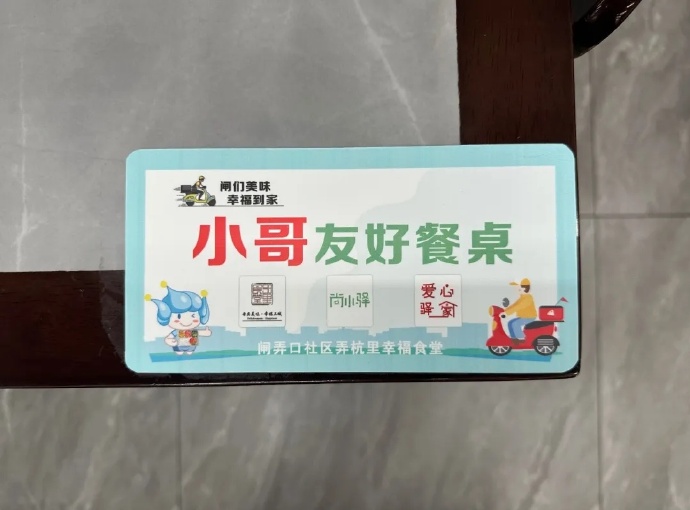 闸们美味
幸福到家
小哥友好餐桌
尚小驿
爱心
驿家
闸弄口社区弄杭里幸福食堂